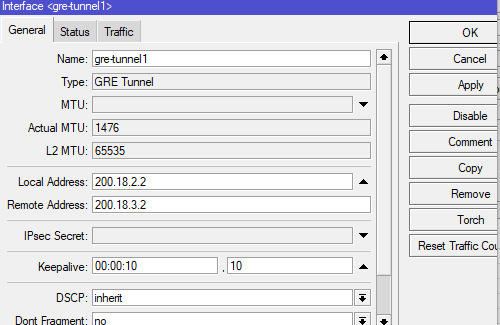 Interface <gre-tunnel1>
General Status Traffic
Name: gre-tunnel1
Type: GRE Tunnel
MTU:
Actual MTU: 1476
L2 MTU: 65535
Local Address: 200.18.2.2
Remote Address: 200.18.3.2
IPsec Secret:
Keepalive: 00:00:10 , 10
DSCP: inherit
Dont Fragment: no
OK
Cancel
Apply
Disable
Comment
Copy
Remove
Torch
Reset Traffic Cou